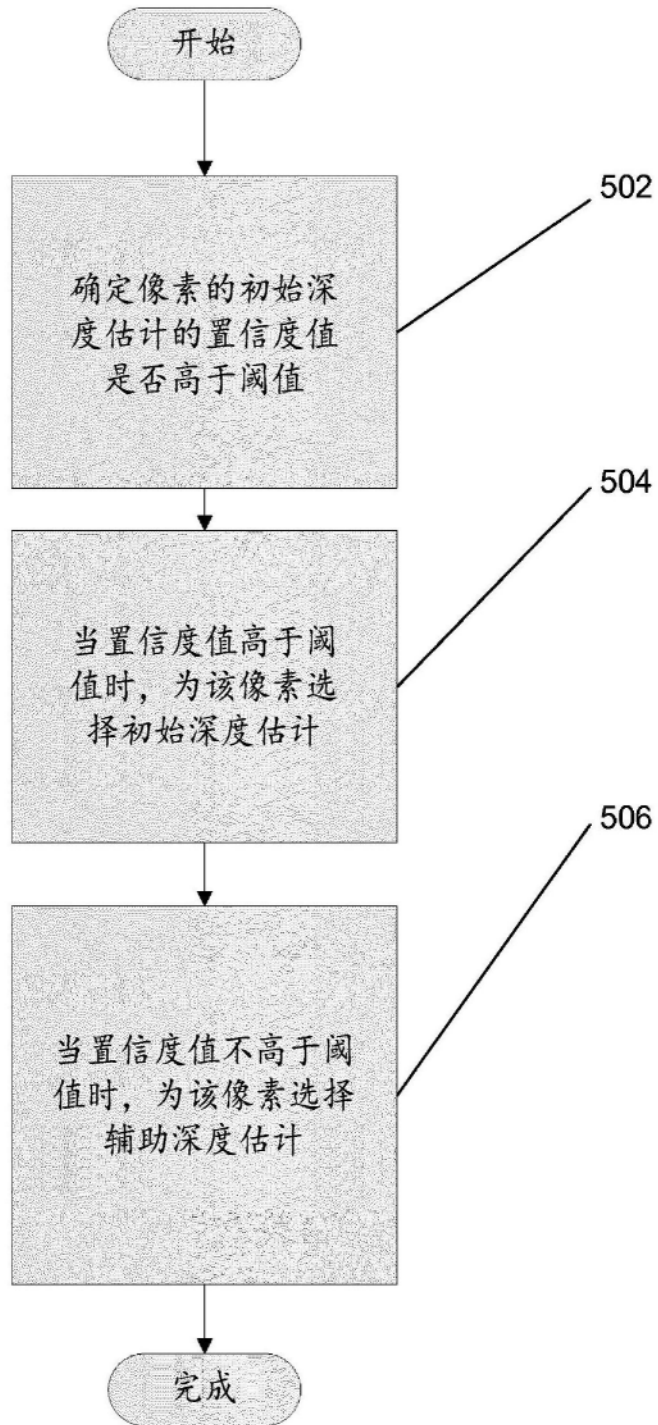 开始
502
确定像素的初始深
度估计的置信度值
是否高于阈值
504
当置信度值高于阈
值时，为该像素选
择初始深度估计
506
当置信度值不高于阈
值时，为该像素选择
辅助深度估计
完成